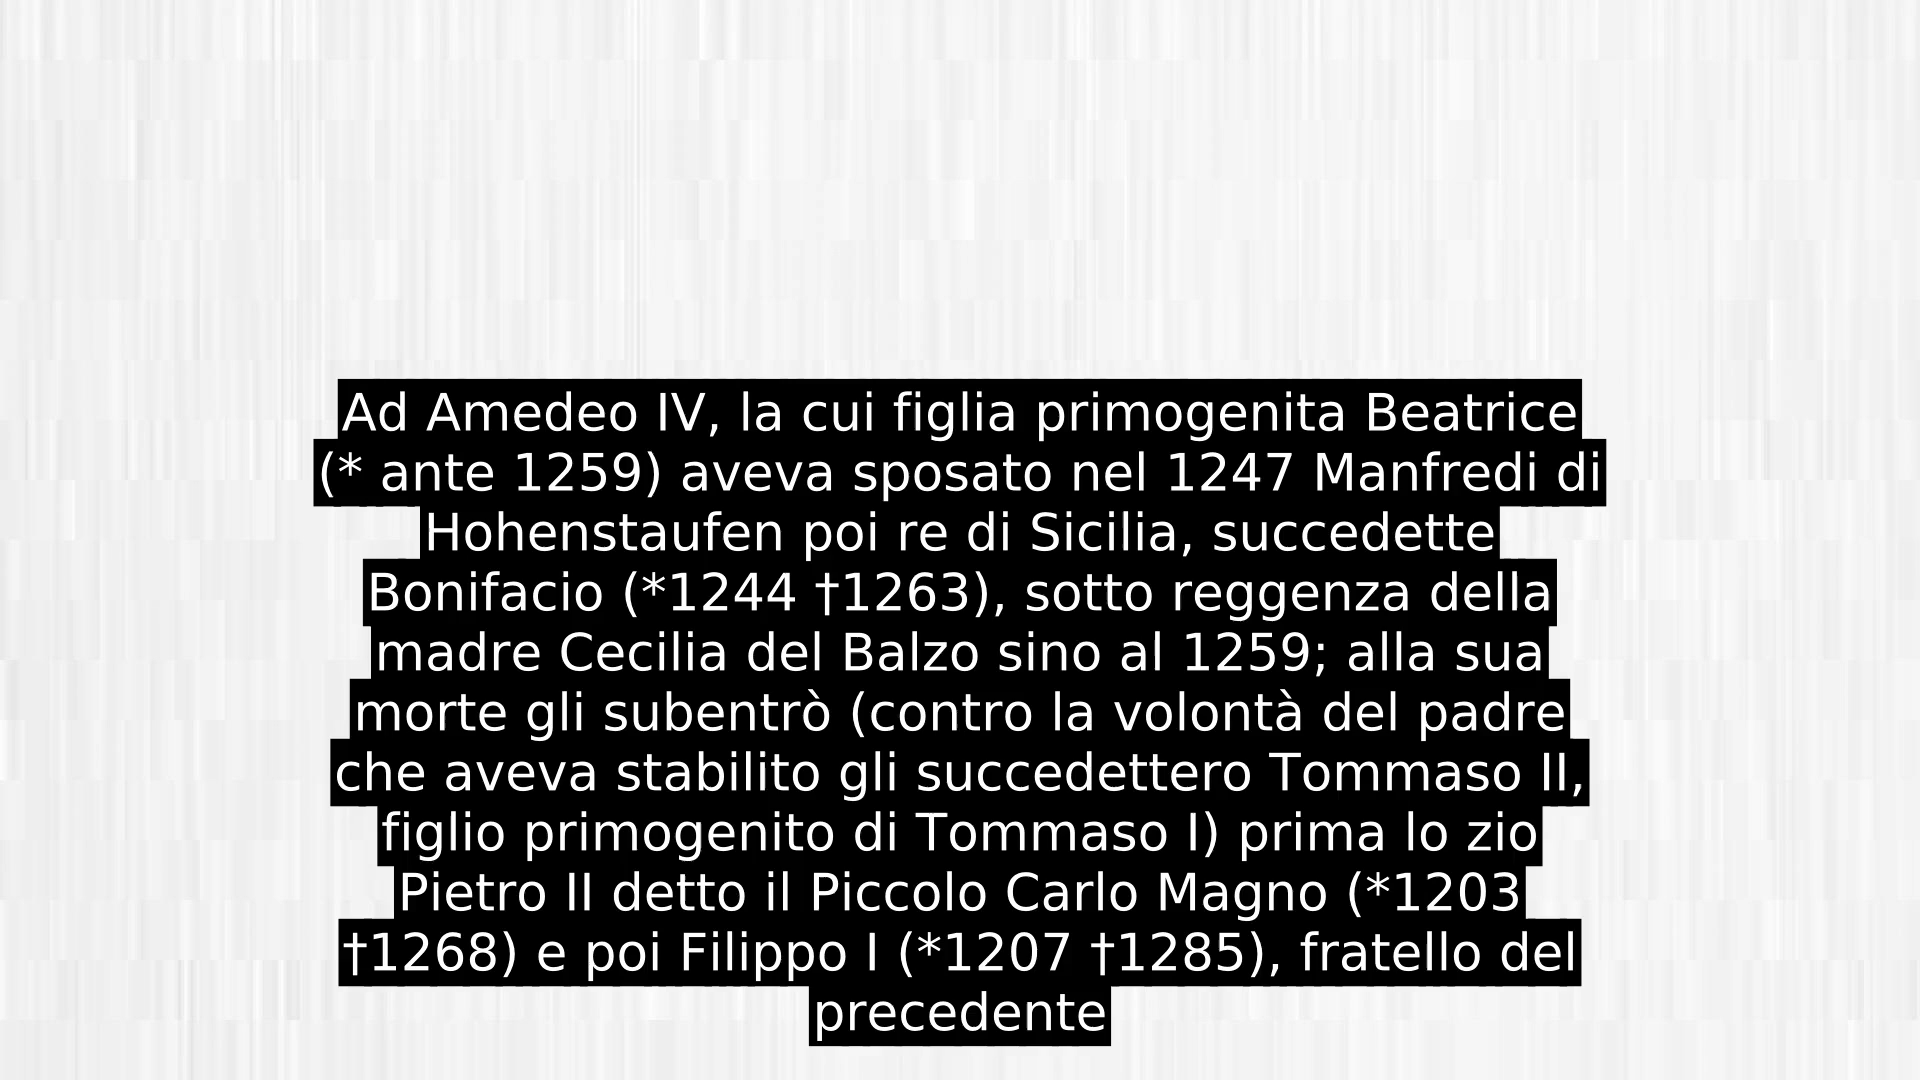 Ad Amedeo IV, la cui figlia primogenita Beatrice
(* ante 1259) aveva sposato nel 1247 Manfredi di
Hohenstaufen poi re di Sicilia, succedette
Bonifacio (*1244 †1263), sotto reggenza della
madre Cecilia del Balzo sino al 1259; alla sua
morte gli subentrò (contro la volontà del padre
che aveva stabilito gli succedettero Tommaso II,
figlio primogenito di Tommaso I) prima lo zio
Pietro II detto il Piccolo Carlo Magno (*1203
†1268) e poi Filippo I (*1207 †1285), fratello del
precedente